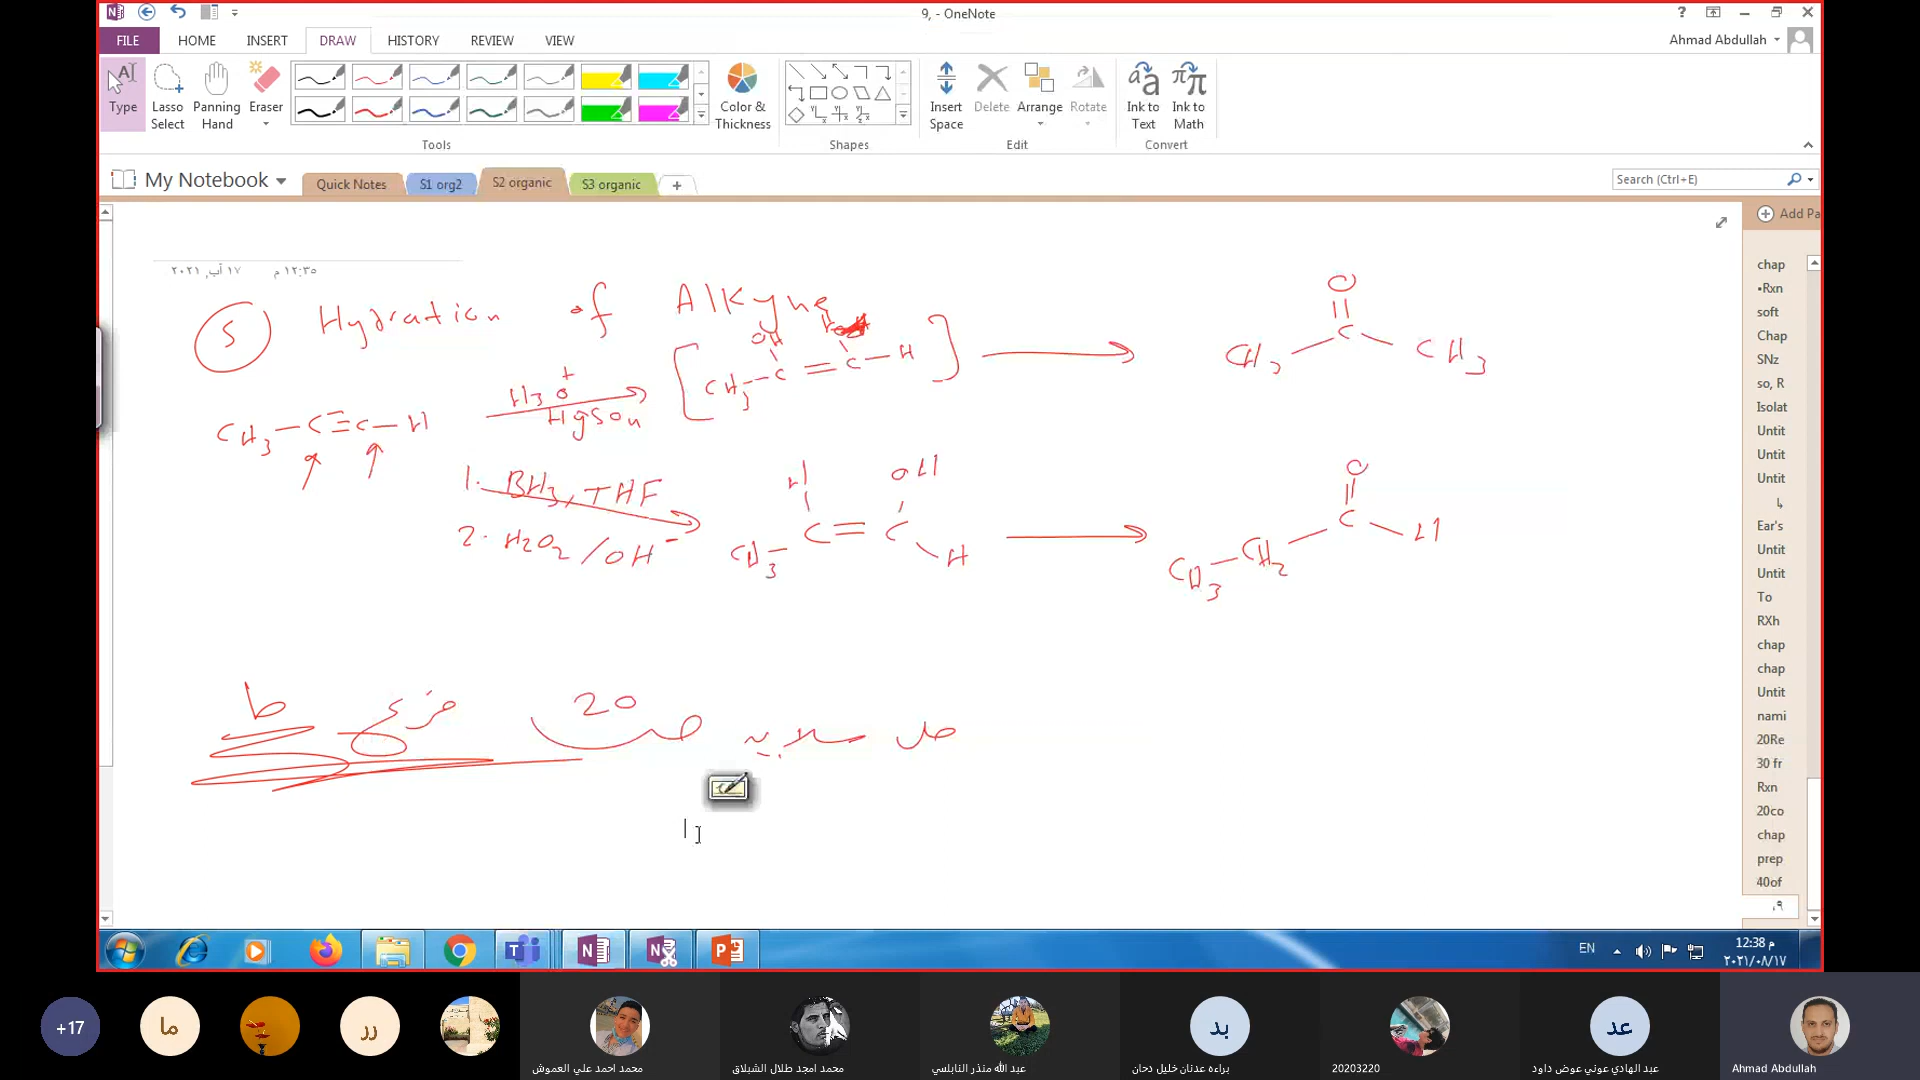 9, - OneNote
FILE HOME INSERT DRAW HISTORY REVIEW VIEW
Ahmad Abdullah
Type
Lasso Select
Panning Hand
Eraser
Color & Thickness
Insert Space
Delete
Arrange
Rotate
Ink to Text
Ink to Math
Tools
Shapes
Edit
Convert
My Notebook
Quick Notes
S1 org2
S2 organic
S3 organic
Search (Ctrl+E)
Add Pa
١٧ آب, ٢٠٢١ ١٢:٣٥ م
5 Hydration of Alkyne
CH3-C≡C-H
H3O+
HgSO4
[CH3-C(OH)=C(H)-H]
CH3-C(=O)-CH3
1. BH3, THF
2. H2O2/OH-
CH3-C(H)=C(OH)-H
CH3-CH2-C(=O)-H
20
chap
•Rxn
soft
Chap
SNz
so, R
Isolat
Untit
Untit
Untit
Ear's
Untit
Untit
To
RXh
chap
chap
Untit
nami
20Re
30 fr
Rxn
20co
chap
prep
40of
٩,
EN
12:38 م
٢٠٢١/٠٨/١٧
+17
ما
رر
محمد احمد علي العموش
محمد امجد طلال الشبلاق
عبد الله منذر النابلسي
بد
براءه عدنان خليل دحان
20203220
عد
عبد الهادي عوني عوض داود
Ahmad Abdullah